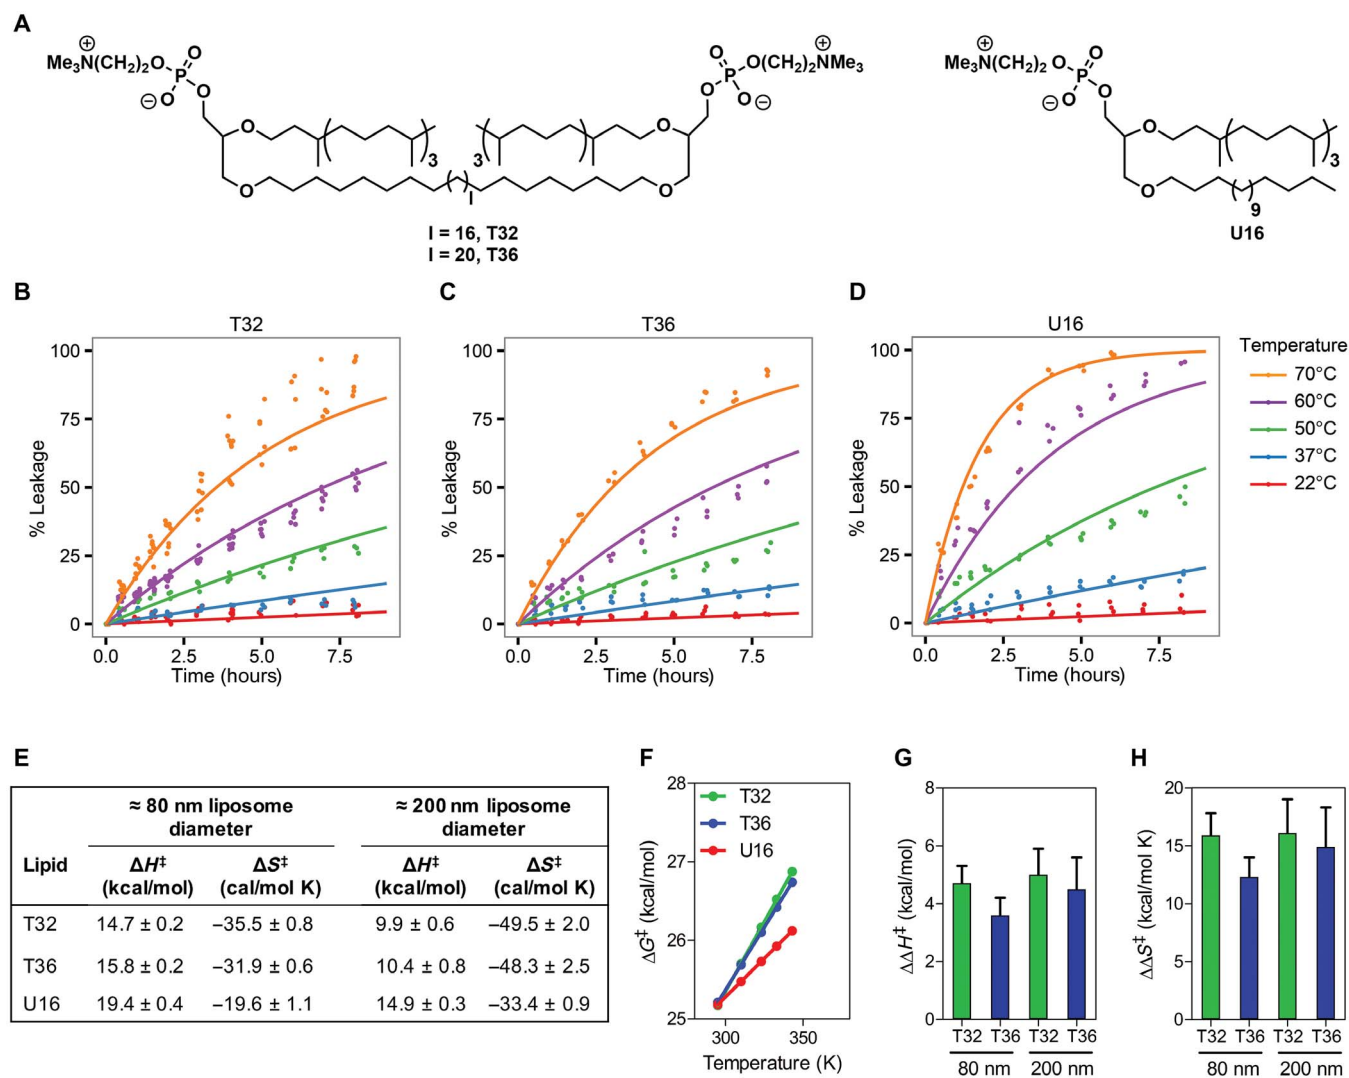 A
⊕
Me₃N(CH₂)₂O
O
P
⊖ O
O
O
O
3
3
I
O
P
O(CH₂)₂NMe₃
⊕
O
O ⊖
O
O
I = 16, T32
I = 20, T36
⊕
Me₃N(CH₂)₂ O
O
P
⊖ O
O
O
O
3
9
U16
B
T32
% Leakage
100
75
50
25
0
0.0 2.5 5.0 7.5
Time (hours)
C
T36
% Leakage
100
75
50
25
0
0.0 2.5 5.0 7.5
Time (hours)
D
U16
% Leakage
100
75
50
25
0
0.0 2.5 5.0 7.5
Time (hours)
Temperature
70°C
60°C
50°C
37°C
22°C
E
≈ 80 nm liposome diameter ≈ 200 nm liposome diameter
Lipid ΔH‡ (kcal/mol) ΔS‡ (cal/mol K) ΔH‡ (kcal/mol) ΔS‡ (cal/mol K)
T32 14.7 ± 0.2 −35.5 ± 0.8 9.9 ± 0.6 −49.5 ± 2.0
T36 15.8 ± 0.2 −31.9 ± 0.6 10.4 ± 0.8 −48.3 ± 2.5
U16 19.4 ± 0.4 −19.6 ± 1.1 14.9 ± 0.3 −33.4 ± 0.9
F
ΔG‡ (kcal/mol)
28
27
26
25
T32
T36
U16
300 350
Temperature (K)
G
ΔΔH‡ (kcal/mol)
8
6
4
2
0
T32 T36 T32 T36
80 nm 200 nm
H
ΔΔS‡ (kcal/mol K)
20
15
10
5
0
T32 T36 T32 T36
80 nm 200 nm